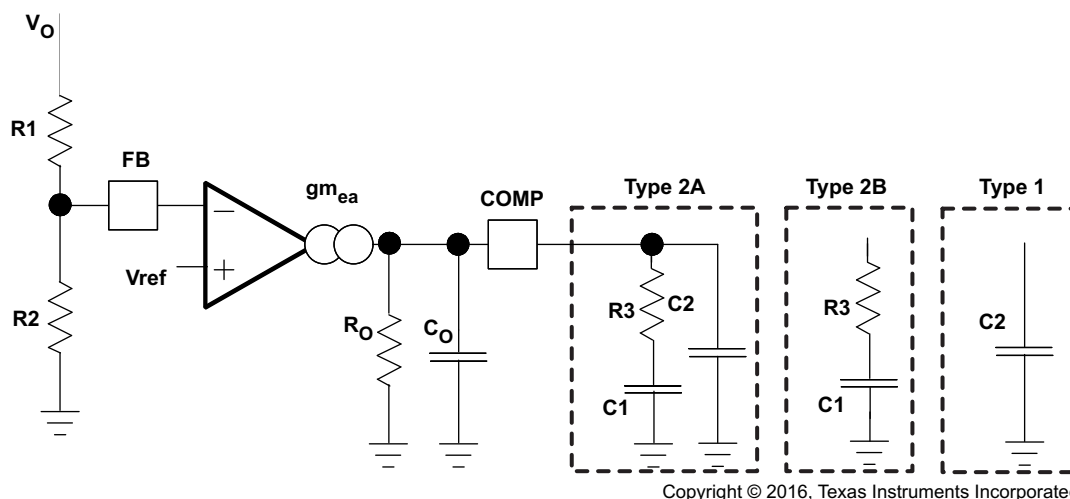 VO
R1
FB
gmea
COMP
Type 2A
Type 2B
Type 1
Vref
R2
RO
CO
R3
C2
C1
R3
C1
C2
Copyright © 2016, Texas Instruments Incorporated